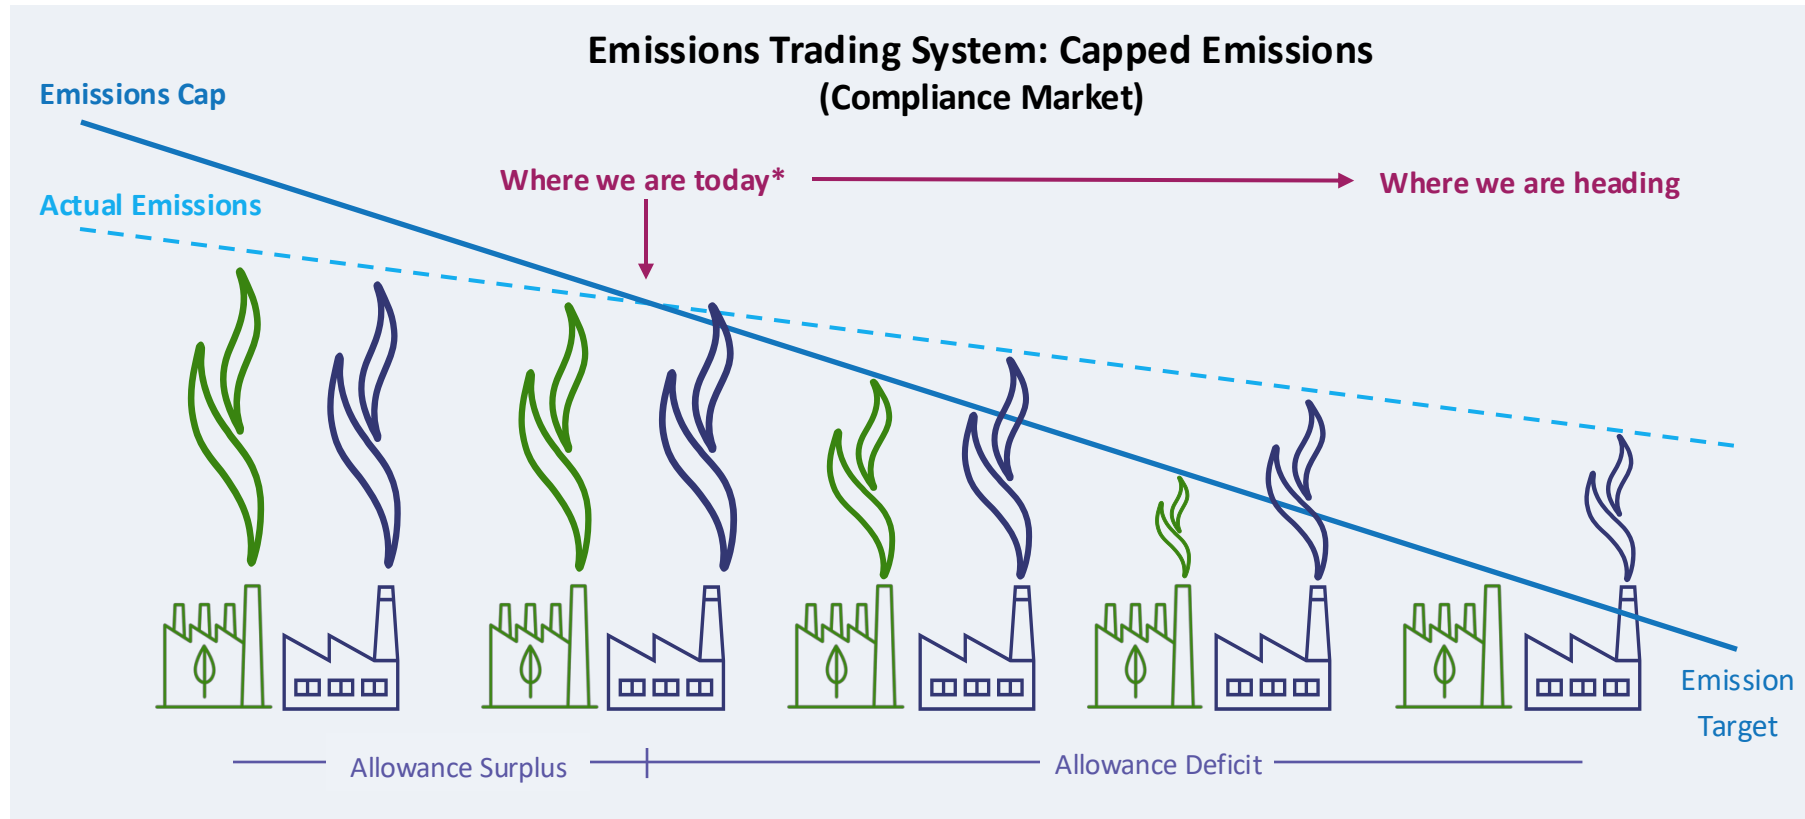 Emissions Trading System: Capped Emissions
(Compliance Market)
Emissions Cap
Where we are today*
Where we are heading
Actual Emissions
Emission
Target
Allowance Surplus
Allowance Deficit